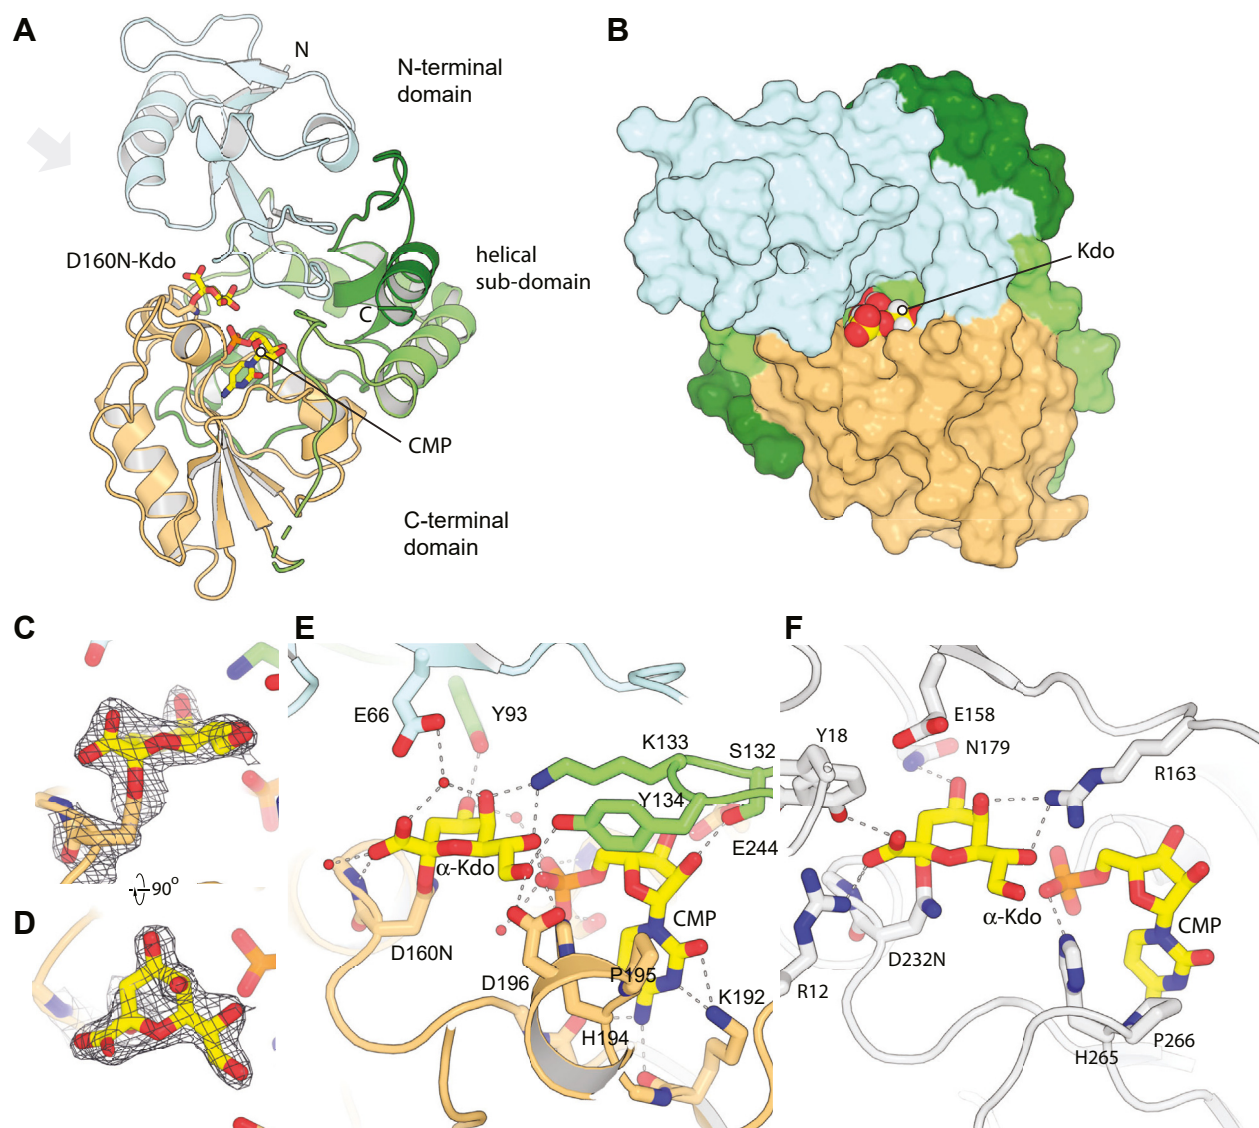 A
N
N-terminal
domain
D160N-Kdo
helical
sub-domain
C
CMP
C-terminal
domain
B
Kdo
C
90°
D
E
E66
Y93
K133
S132
Y134
E244
α-Kdo
CMP
D160N
D196
P195
K192
H194
F
E158
N179
Y18
R163
α-Kdo
CMP
D232N
R12
H265
P266